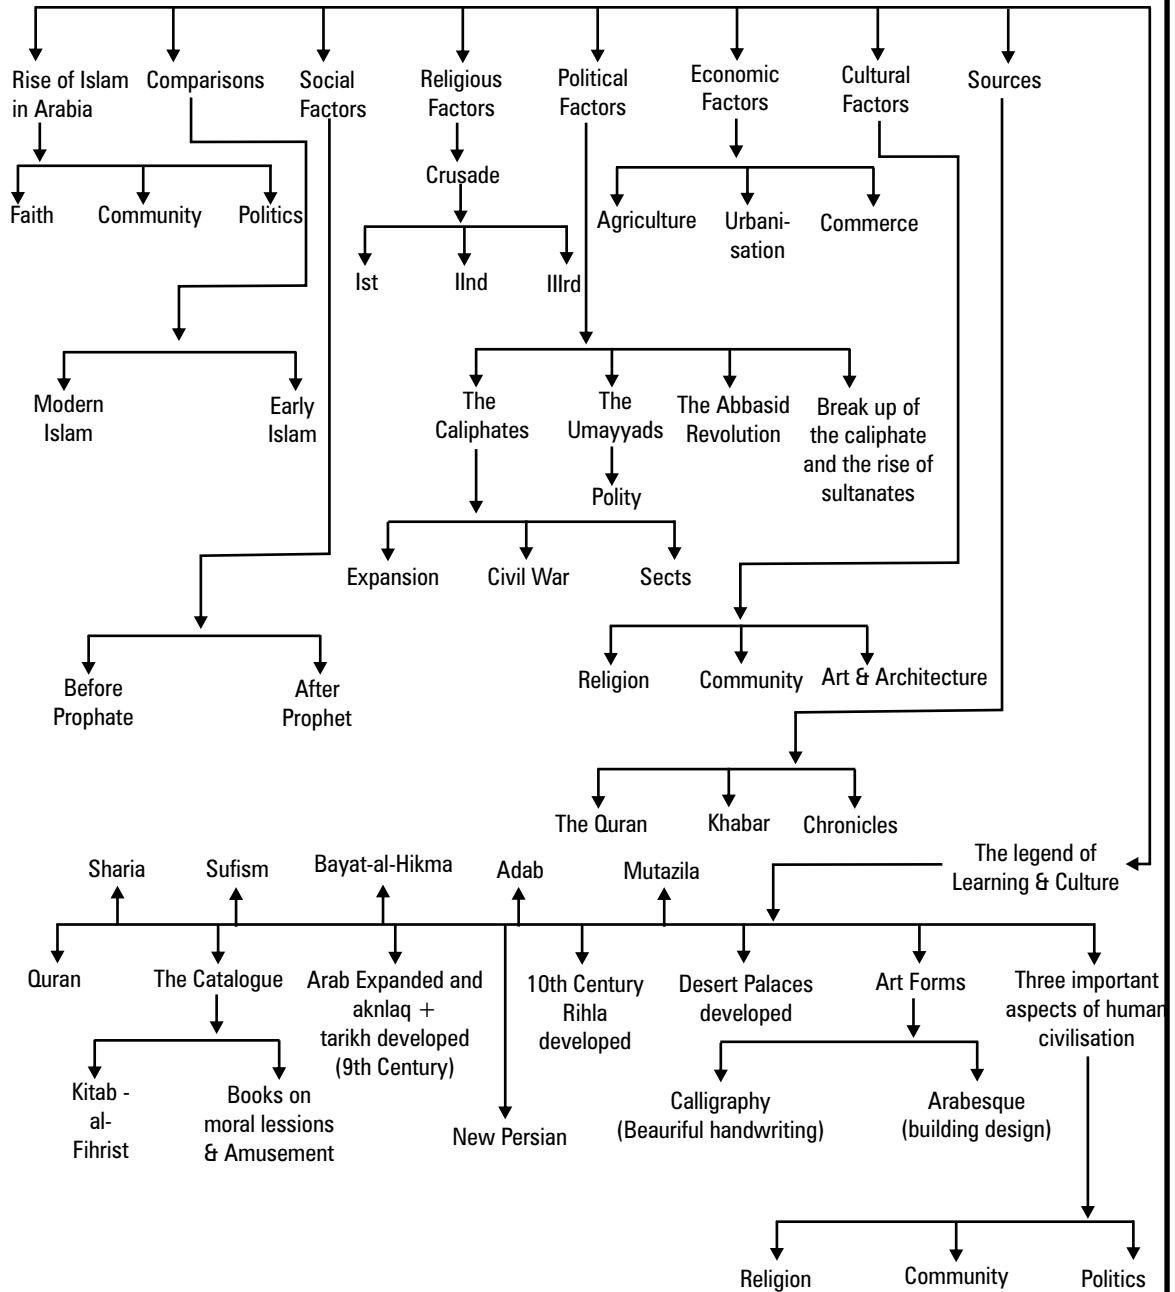 Rise of Islam
in Arabia
Comparisons
Social
Factors
Religious
Factors
Political
Factors
Economic
Factors
Cultural
Factors
Sources
Faith
Community
Politics
Crusade
Agriculture
Urbani-
sation
Commerce
Ist
IInd
IIIrd
Modern
Islam
Early
Islam
The
Caliphates
The
Umayyads
The Abbasid
Revolution
Break up of
the caliphate
and the rise of
sultanates
Polity
Expansion
Civil War
Sects
Before
Prophate
After
Prophet
Religion
Community
Art & Architecture
The Quran
Khabar
Chronicles
The legend of
Learning & Culture
Sharia
Sufism
Bayat-al-Hikma
Adab
Mutazila
Quran
The Catalogue
Arab Expanded and
aknlaq +
tarikh developed
(9th Century)
10th Century
Rihla
developed
Desert Palaces
developed
Art Forms
Three important
aspects of human
civilisation
Kitab -
al-
Fihrist
Books on
moral lessions
& Amusement
New Persian
Calligraphy
(Beauriful handwriting)
Arabesque
(building design)
Religion
Community
Politics